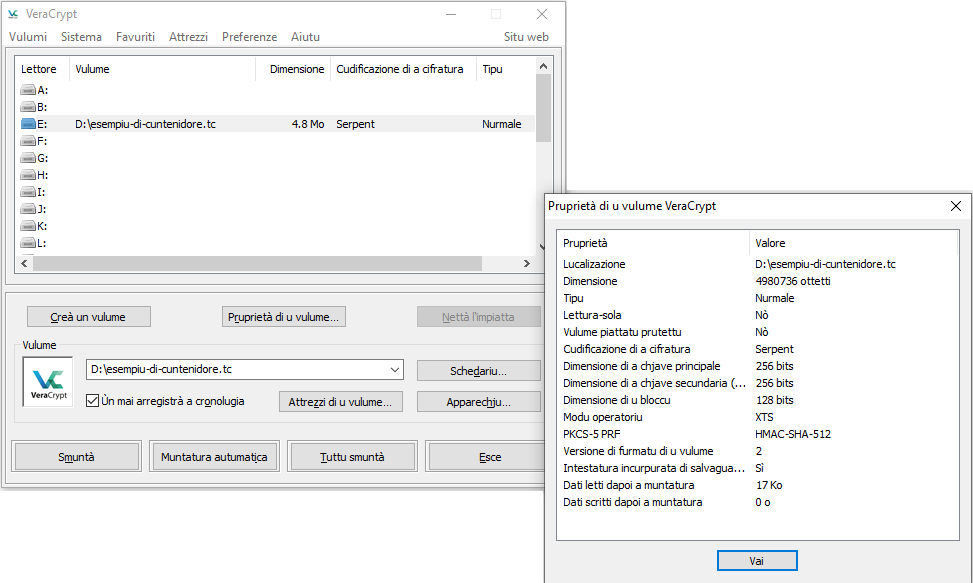 VeraCrypt
Vulumi Sistema Favuriti Attrezzi Preferenze Aiutu Situ web
Lettore Vulume Dimensione Cudificazione di a cifratura Tipu
A:
B:
E: D:\esempiu-di-cuntenidore.tc 4.8 Mo Serpent Nurmale
F:
G:
H:
I:
J:
K:
L:
Creà un vulume Pruprietà di u vulume... Nettà l'impiatta
Vulume
VeraCrypt
D:\esempiu-di-cuntenidore.tc Schedariu...
Ùn mai arregistrà a cronolugia Attrezzi di u vulume... Apparechju...
Smuntà Muntatura autumatica Tuttu smuntà Esce
Pruprietà di u vulume VeraCrypt
Pruprietà Valore
Lucalizazione D:\esempiu-di-cuntenidore.tc
Dimensione 4980736 ottetti
Tipu Nurmale
Lettura-sola Nò
Vulume piattatu prutettu Nò
Cudificazione di a cifratura Serpent
Dimensione di a chjave principale 256 bits
Dimensione di a chjave secundaria (... 256 bits
Dimensione di u bloccu 128 bits
Modu operatoriu XTS
PKCS-5 PRF HMAC-SHA-512
Versione di furmatu di u vulume 2
Intestatura incurpurata di salvagua... Sì
Dati letti dapoi a muntatura 17 Ko
Dati scritti dapoi a muntatura 0 o
Vai